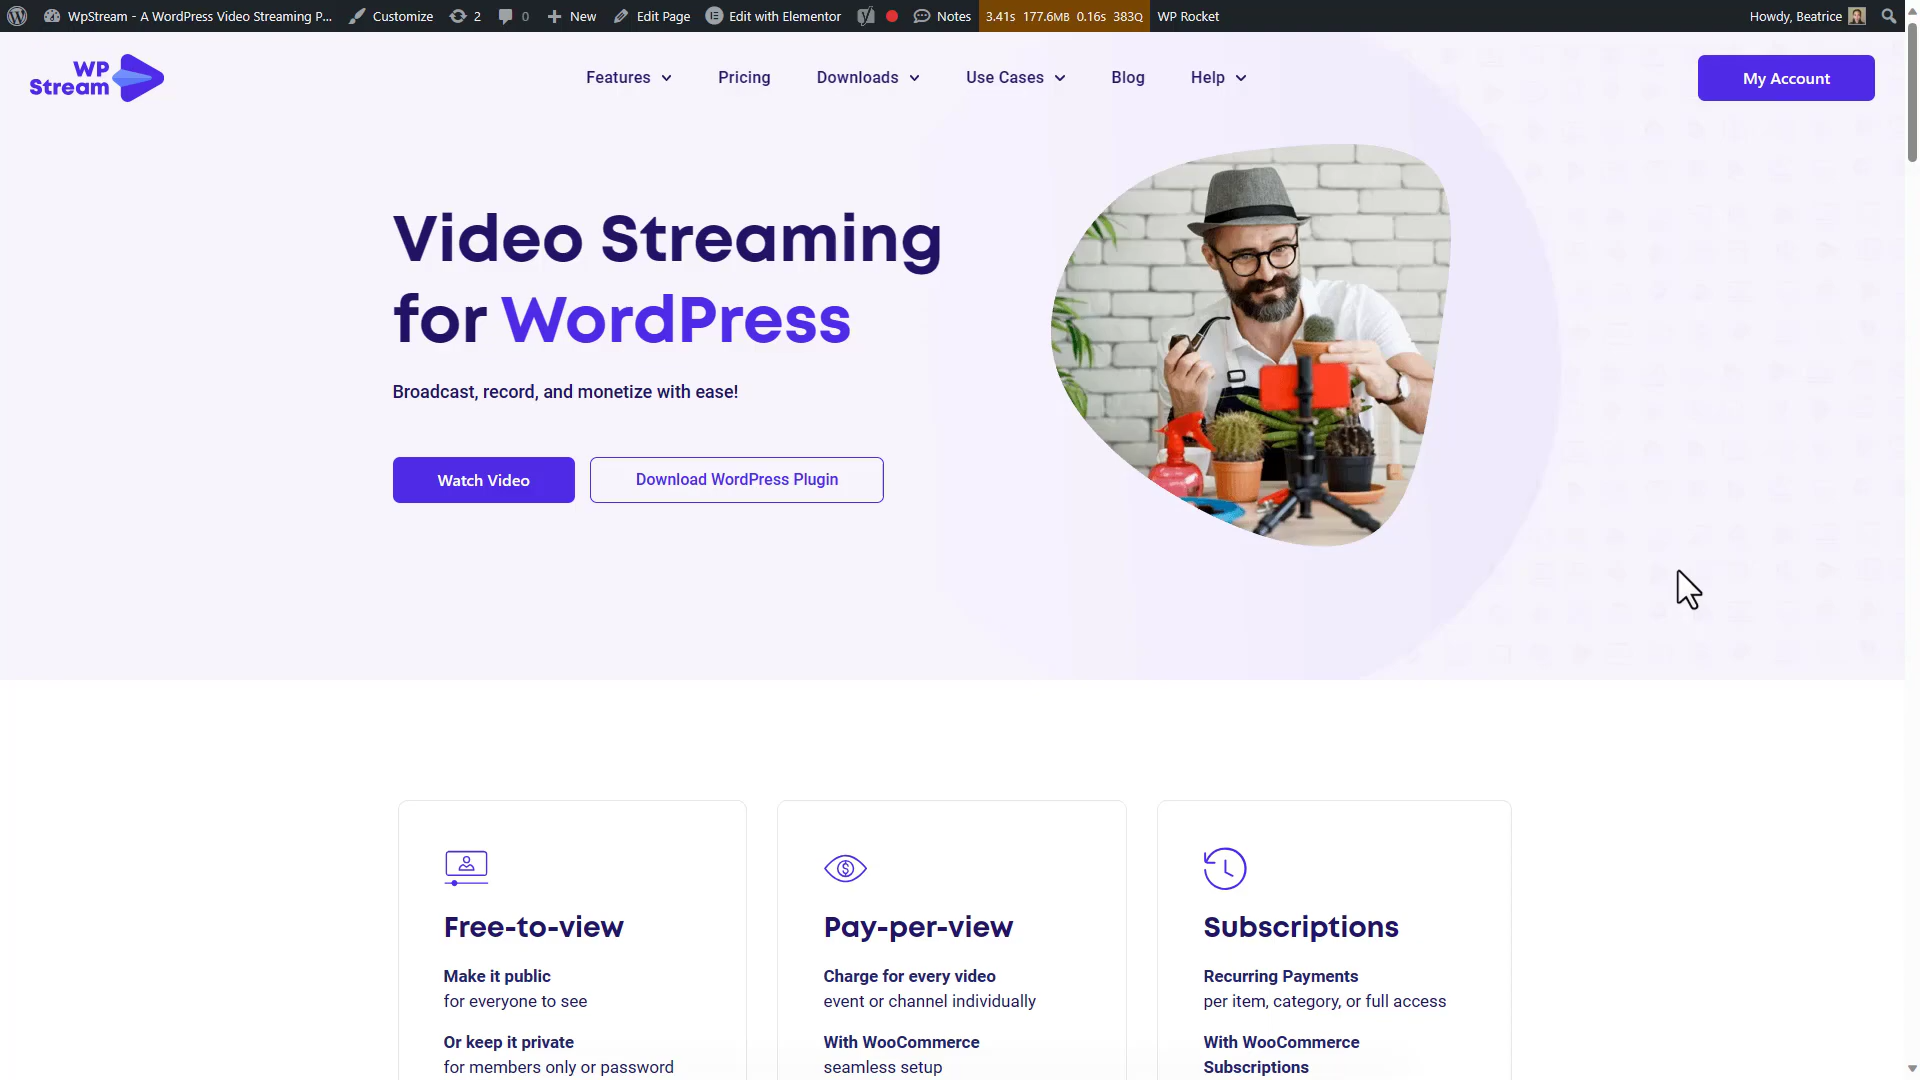 WpStream - A WordPress Video Streaming P... Customize 2 0 New Edit Page Edit with Elementor Notes 3.41s 177.6MB 0.16s 383Q WP Rocket Howdy, Beatrice
WP
Stream
Features Pricing Downloads Use Cases Blog Help My Account
Video Streaming
for WordPress
Broadcast, record, and monetize with ease!
Watch Video Download WordPress Plugin
Free-to-view
Make it public
for everyone to see
Or keep it private
for members only or password
Pay-per-view
Charge for every video
event or channel individually
With WooCommerce
seamless setup
Subscriptions
Recurring Payments
per item, category, or full access
With WooCommerce
Subscriptions